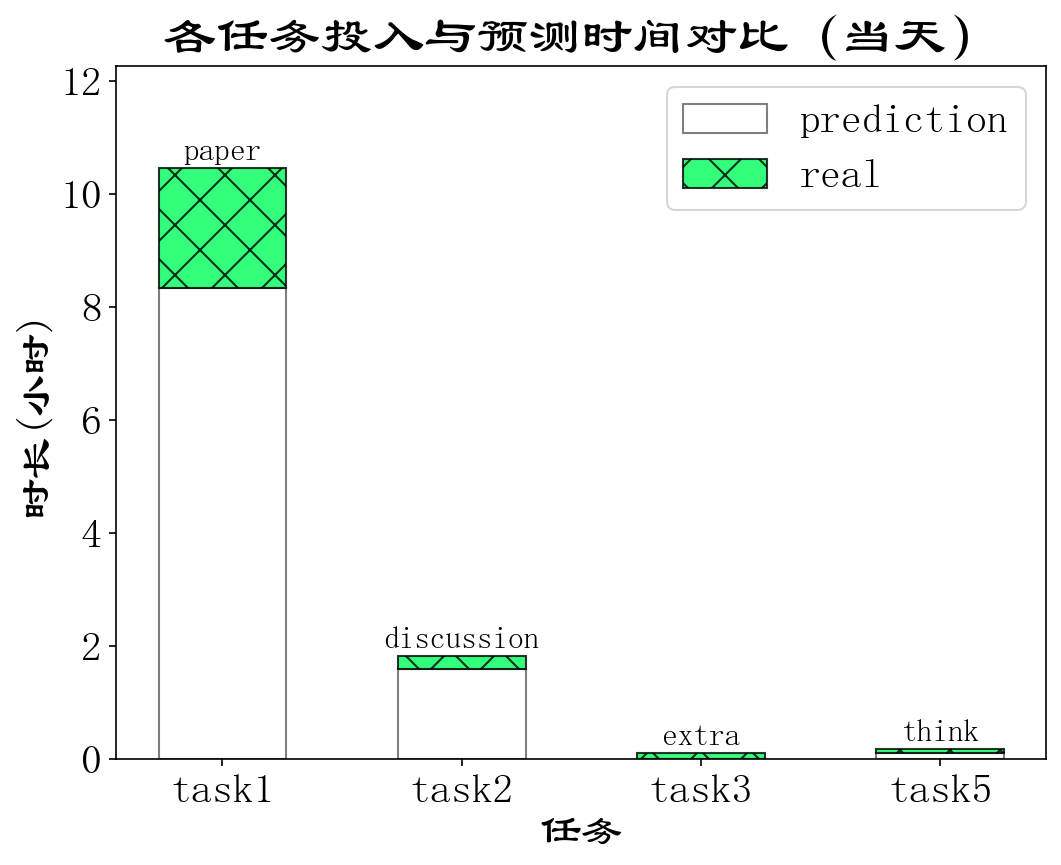 各任务投入与预测时间对比（当天）
prediction
real
12
10
8
6
4
2
0
时长(小时)
paper
discussion
extra
think
task1
task2
task3
task5
任务